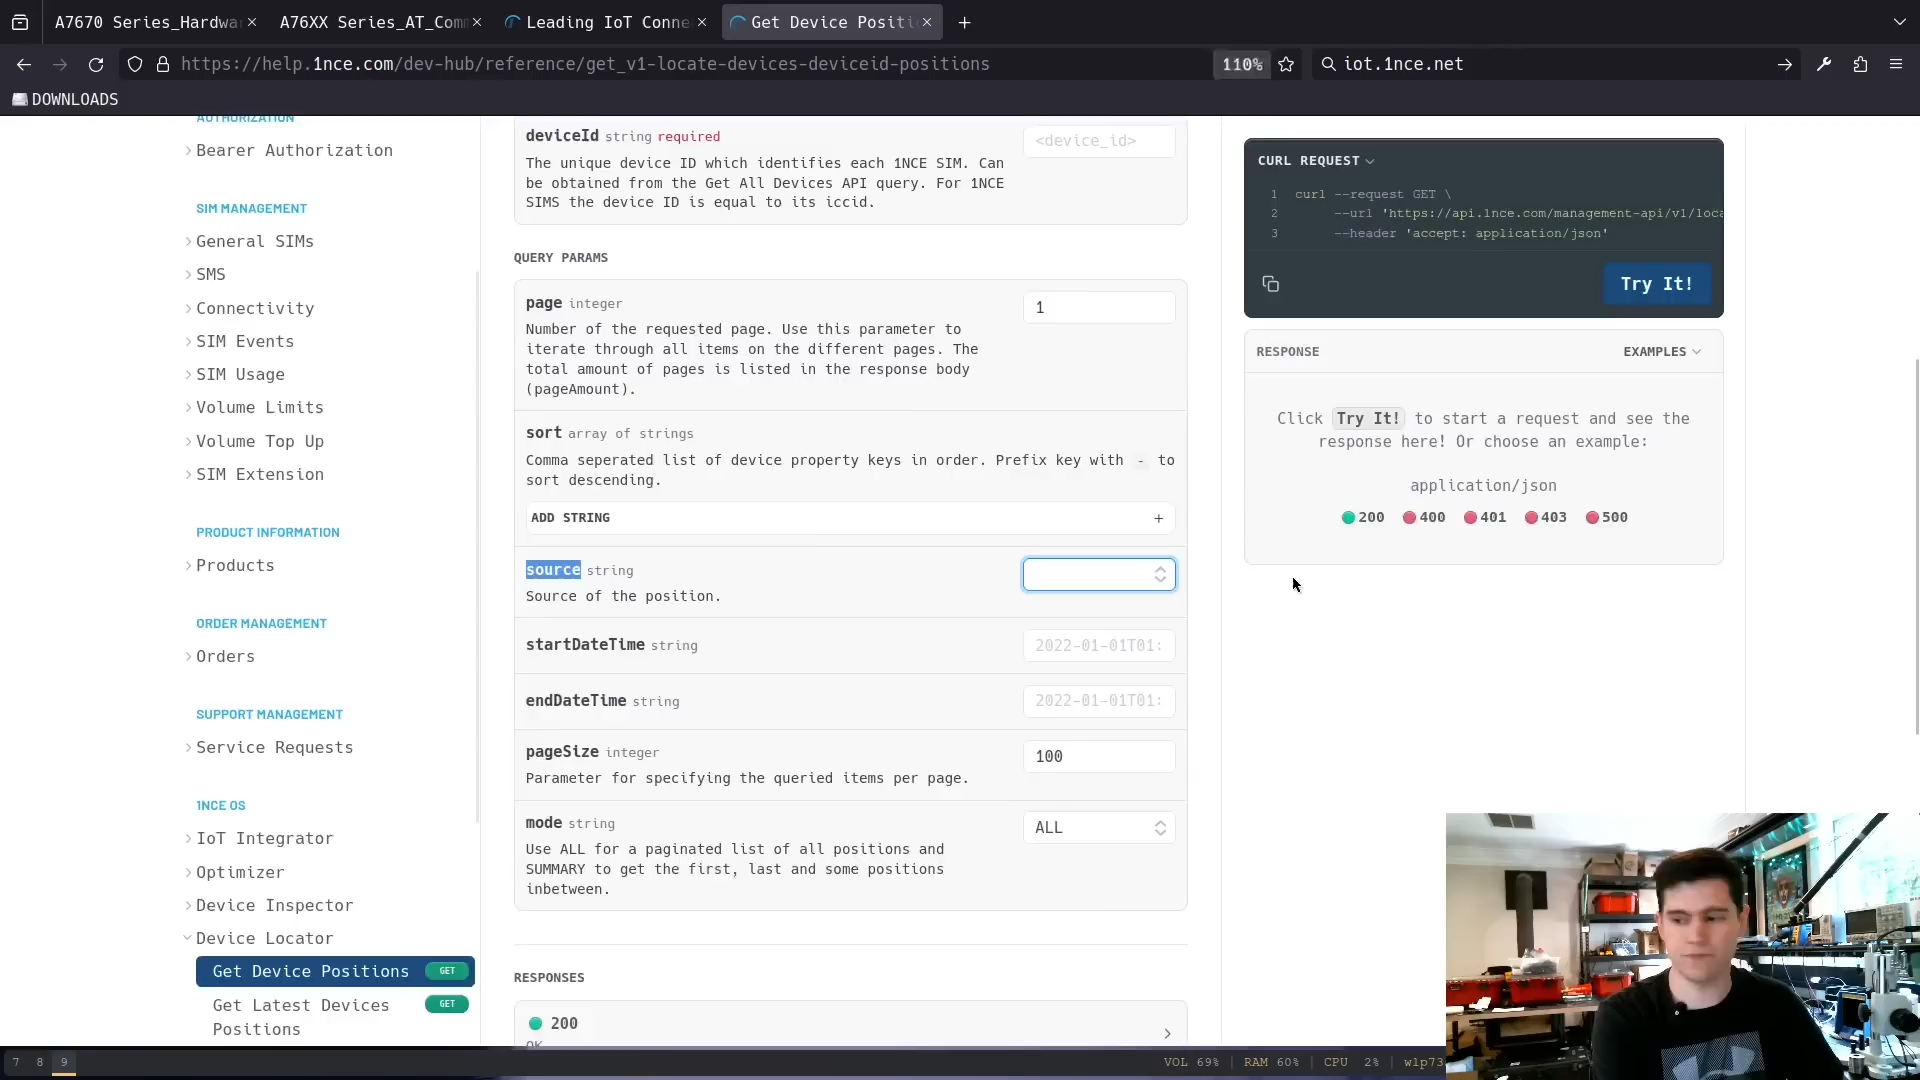 A7670 Series_Hardwa
A76XX Series_AT_Com
Leading IoT Conne
Get Device Positi
https://help.1nce.com/dev-hub/reference/get_v1-locate-devices-deviceid-positions
110%
iot.1nce.net
DOWNLOADS
AUTHORIZATION
Bearer Authorization
SIM MANAGEMENT
General SIMs
SMS
Connectivity
SIM Events
SIM Usage
Volume Limits
Volume Top Up
SIM Extension
PRODUCT INFORMATION
Products
ORDER MANAGEMENT
Orders
SUPPORT MANAGEMENT
Service Requests
1NCE OS
IoT Integrator
Optimizer
Device Inspector
Device Locator
Get Device Positions GET
Get Latest Devices GET
Positions
deviceId string required
<device_id>
The unique device ID which identifies each 1NCE SIM. Can
be obtained from the Get All Devices API query. For 1NCE
SIMS the device ID is equal to its iccid.
QUERY PARAMS
page integer
1
Number of the requested page. Use this parameter to
iterate through all items on the different pages. The
total amount of pages is listed in the response body
(pageAmount).
sort array of strings
Comma seperated list of device property keys in order. Prefix key with - to
sort descending.
ADD STRING +
source string
Source of the position.
startDateTime string
2022-01-01T01:
endDateTime string
2022-01-01T01:
pageSize integer
100
Parameter for specifying the queried items per page.
mode string
ALL
Use ALL for a paginated list of all positions and
SUMMARY to get the first, last and some positions
inbetween.
RESPONSES
200
OK
CURL REQUEST
1 curl --request GET \
2 --url 'https://api.1nce.com/management-api/v1/loca
3 --header 'accept: application/json'
Try It!
RESPONSE
EXAMPLES
Click Try It! to start a request and see the
response here! Or choose an example:
application/json
200 400 401 403 500
7 8 9
VOL 69% | RAM 60% | CPU 2% | wlp73